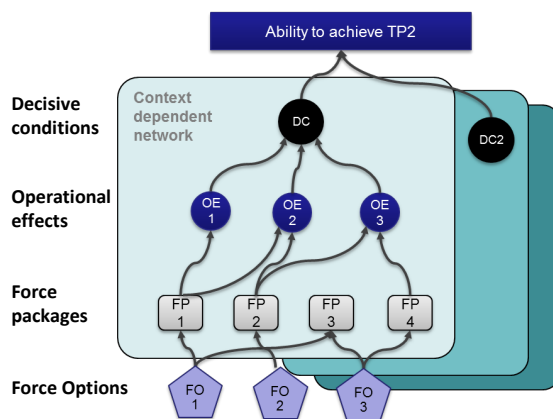 Ability to achieve TP2
Decisive
conditions
Context
dependent
network
DC
DC2
Operational
effects
OE
1
OE
2
OE
3
Force
packages
FP
1
FP
2
FP
3
FP
4
Force Options
FO
1
FO
2
FO
3